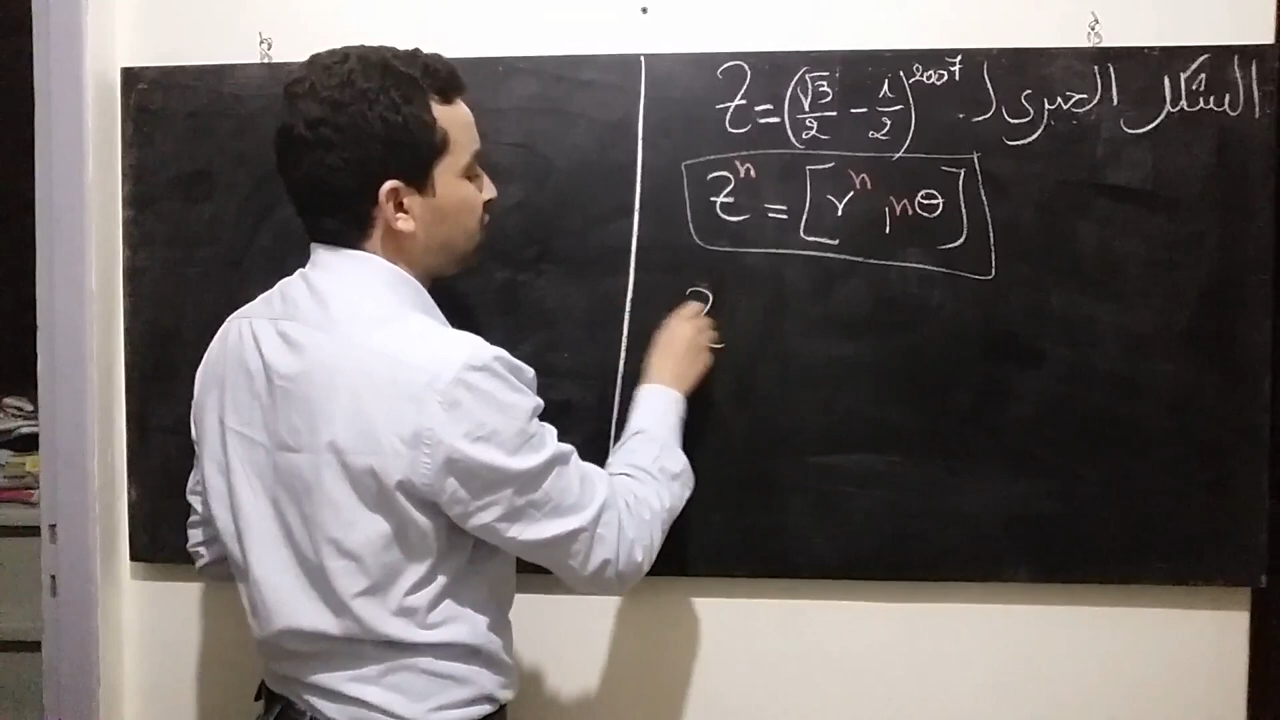 الشكل الجبري لـ Z = (√3/2 - i/2)^2007
Z^n = [r^n, nθ]
Z